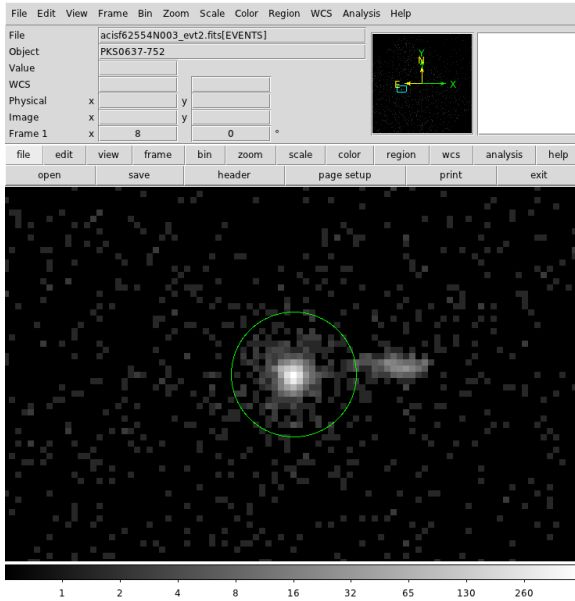 File Edit View Frame Bin Zoom Scale Color Region WCS Analysis Help
File acisf62554N003_evt2.fits[EVENTS]
Object PKS0637-752
Value
WCS
Physical x y
Image x y
Frame 1 x 8 0 °
Y
N
E X
file edit view frame bin zoom scale color region wcs analysis help
open save header page setup print exit
1 2 4 8 16 32 65 130 260